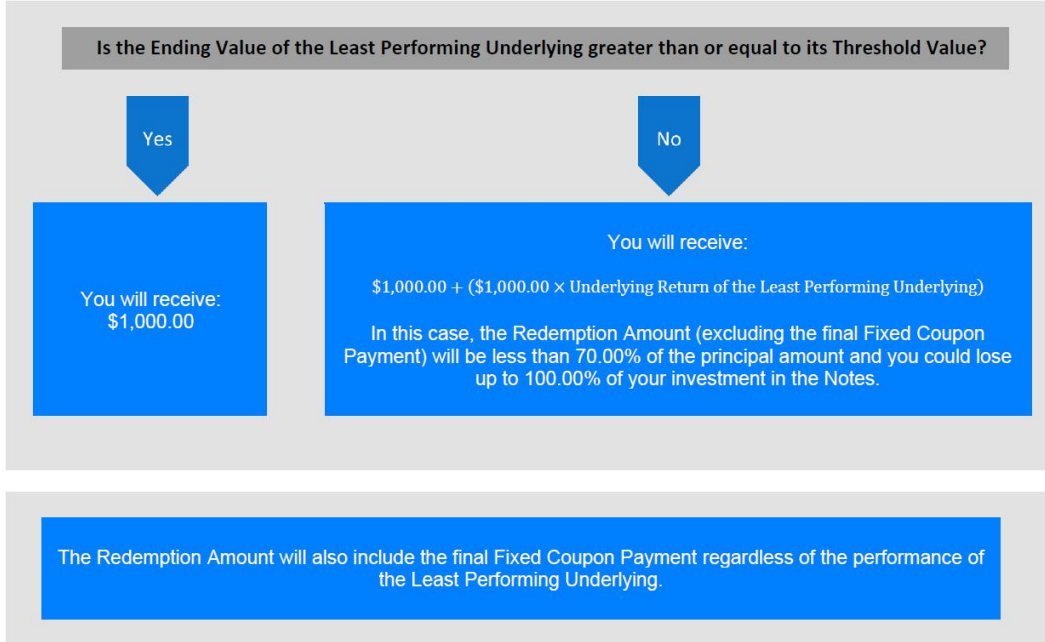 Is the Ending Value of the Least Performing Underlying greater than or equal to its Threshold Value?
Yes
No
You will receive:
$1,000.00
You will receive:
$1,000.00 + ($1,000.00 × Underlying Return of the Least Performing Underlying)
In this case, the Redemption Amount (excluding the final Fixed Coupon
Payment) will be less than 70.00% of the principal amount and you could lose
up to 100.00% of your investment in the Notes.
The Redemption Amount will also include the final Fixed Coupon Payment regardless of the performance of
the Least Performing Underlying.